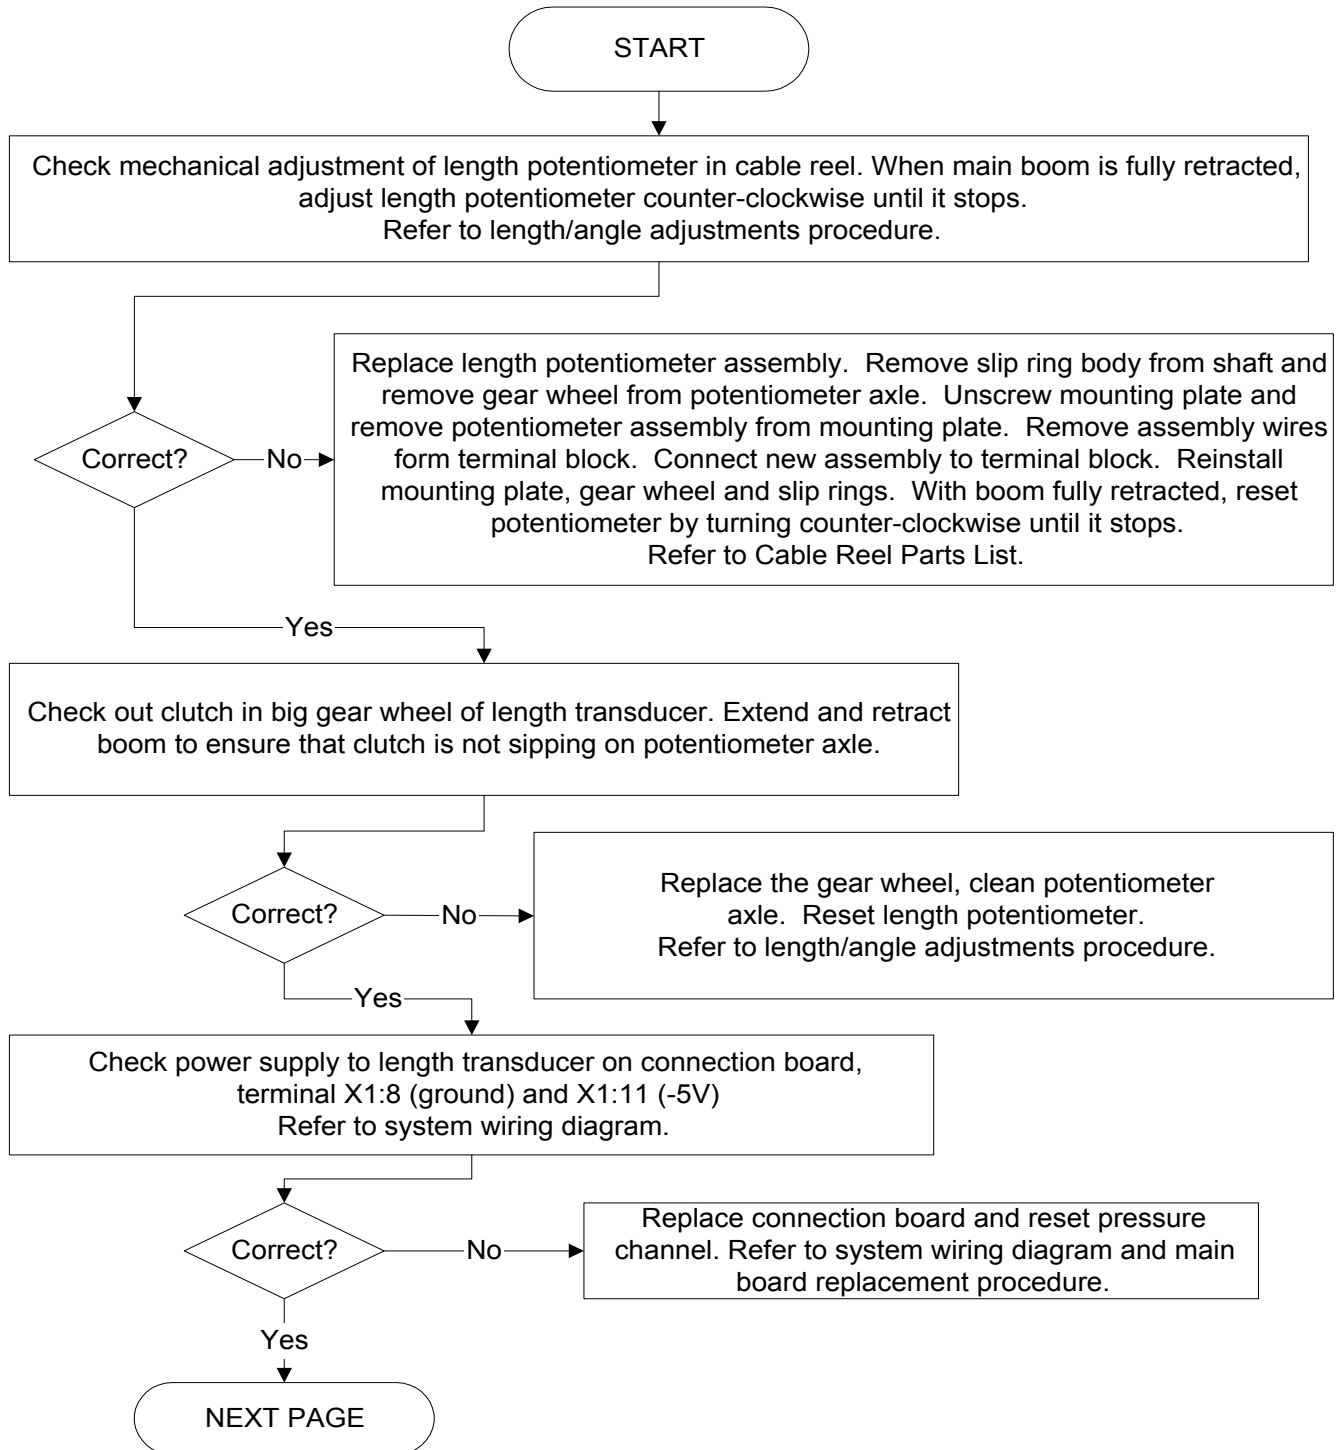 START
Check mechanical adjustment of length potentiometer in cable reel. When main boom is fully retracted,
adjust length potentiometer counter-clockwise until it stops.
Refer to length/angle adjustments procedure.
Correct?
No
Replace length potentiometer assembly.  Remove slip ring body from shaft and
remove gear wheel from potentiometer axle.  Unscrew mounting plate and
remove potentiometer assembly from mounting plate.  Remove assembly wires
form terminal block.  Connect new assembly to terminal block.  Reinstall
mounting plate, gear wheel and slip rings.  With boom fully retracted, reset
potentiometer by turning counter-clockwise until it stops.
Refer to Cable Reel Parts List.
Yes
Check out clutch in big gear wheel of length transducer. Extend and retract
boom to ensure that clutch is not sipping on potentiometer axle.
Correct?
No
Replace the gear wheel, clean potentiometer
axle.  Reset length potentiometer.
Refer to length/angle adjustments procedure.
Yes
Check power supply to length transducer on connection board,
terminal X1:8 (ground) and X1:11 (-5V)
Refer to system wiring diagram.
Correct?
No
Replace connection board and reset pressure
channel. Refer to system wiring diagram and main
board replacement procedure.
Yes
NEXT PAGE